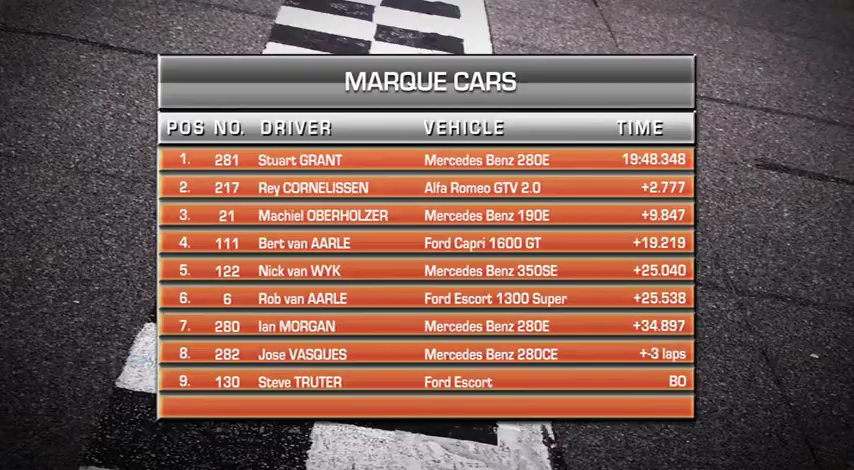 MARQUE CARS
POS NO. DRIVER VEHICLE TIME
1. 281 Stuart GRANT Mercedes Benz 280E 19:48.348
2. 217 Rey CORNELISSEN Alfa Romeo GTV 2.0 +2.777
3. 21 Machiel OBERHOLZER Mercedes Benz 190E +9.847
4. 111 Bert van AARLE Ford Capri 1600 GT +19.219
5. 122 Nick van WYK Mercedes Benz 350SE +25.040
6. 6 Rob van AARLE Ford Escort 1300 Super +25.538
7. 280 Ian MORGAN Mercedes Benz 280E +34.897
8. 282 Jose VASQUES Mercedes Benz 280CE +-3 laps
9. 130 Steve TRUTER Ford Escort BO